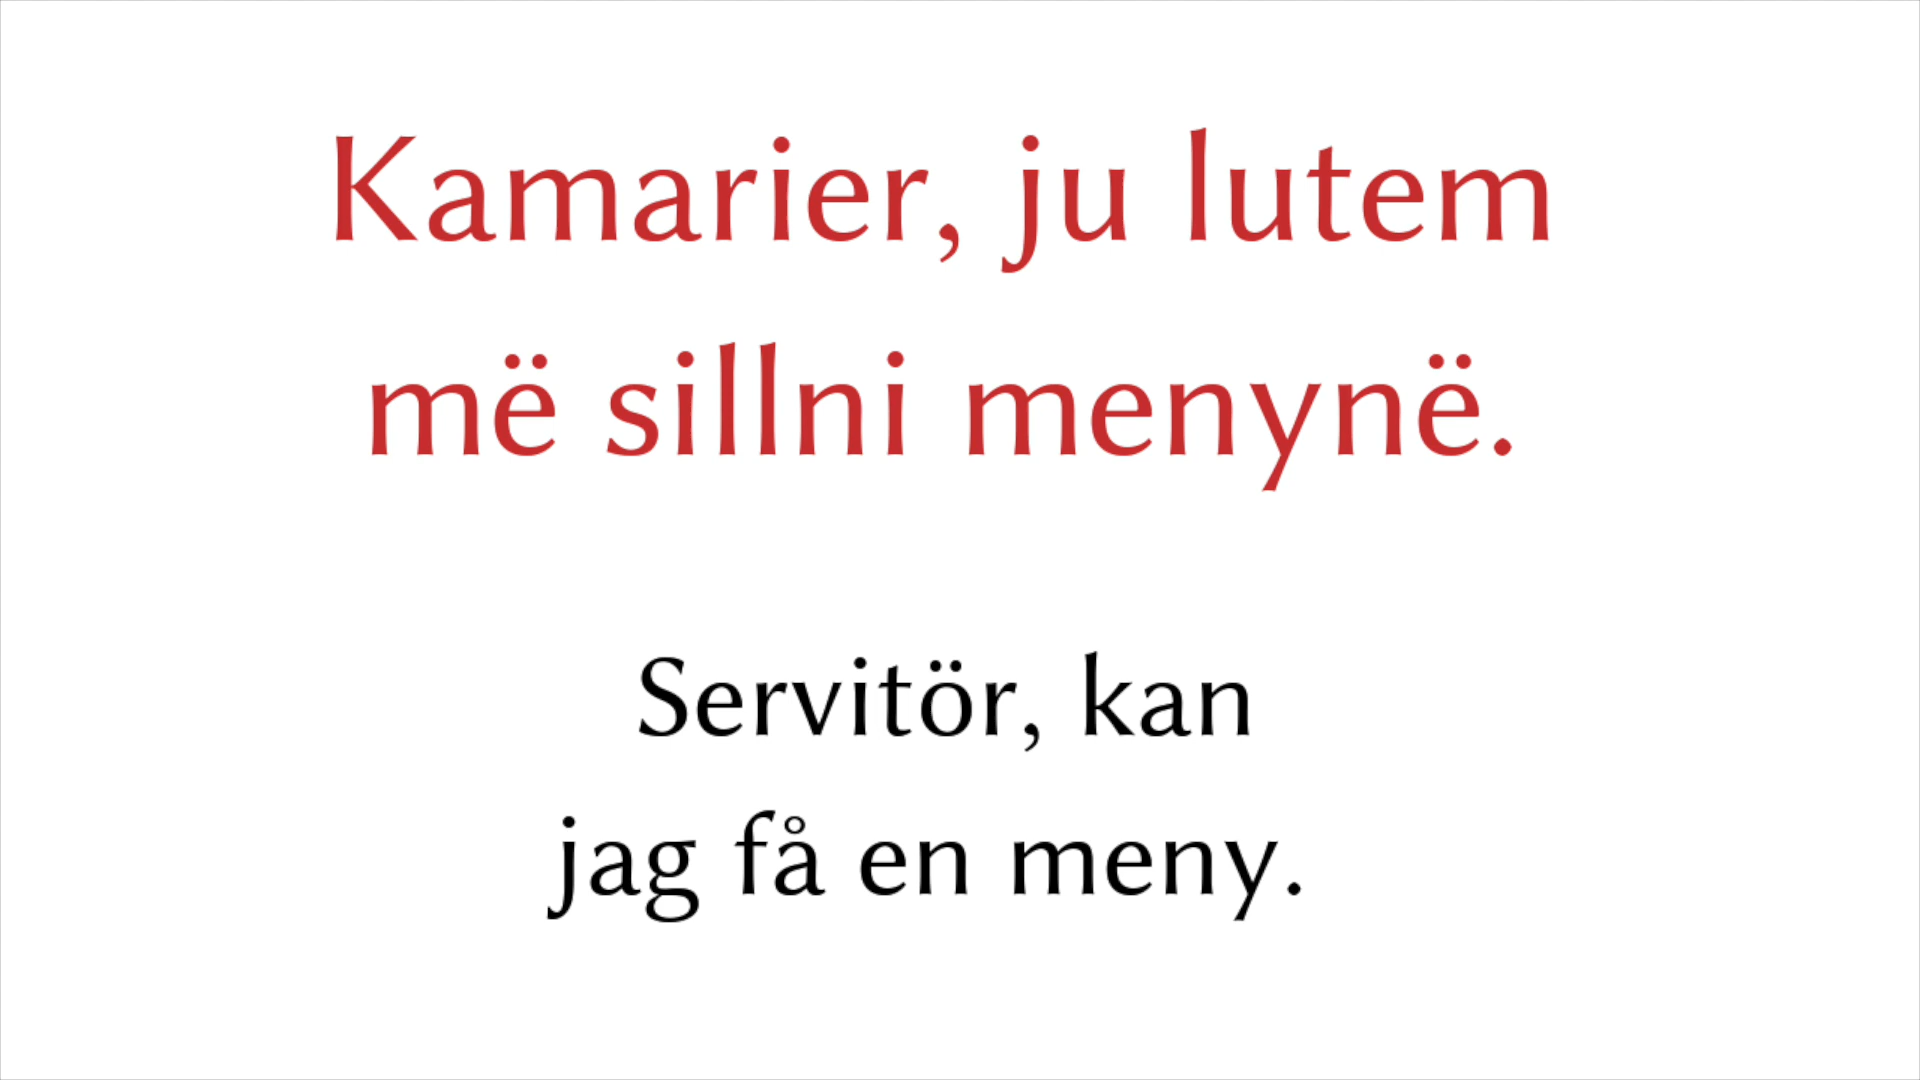 Kamarier, ju lutem
më sillni menynë.
Servitör, kan
jag få en meny.